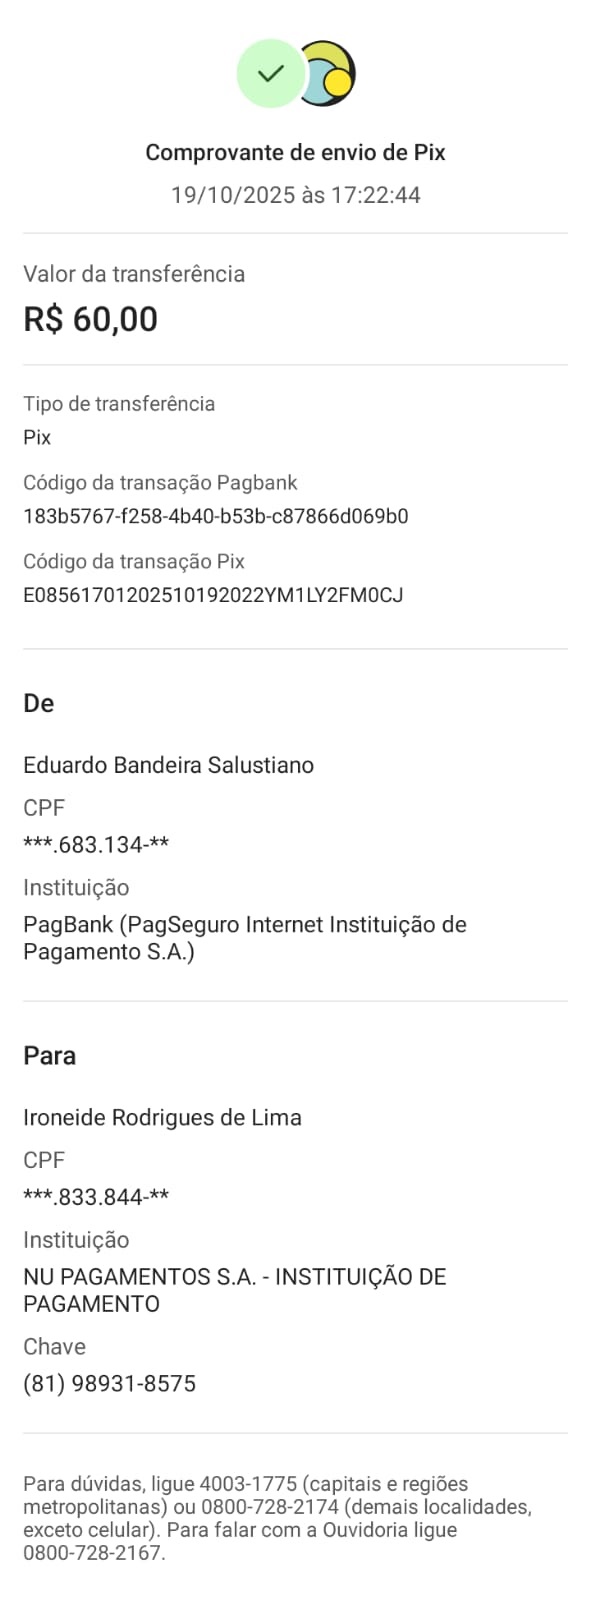 Comprovante de envio de Pix
19/10/2025 às 17:22:44
Valor da transferência
R$ 60,00
Tipo de transferência
Pix
Código da transação Pagbank
183b5767-f258-4b40-b53b-c87866d069b0
Código da transação Pix
E08561701202510192022YM1LY2FM0CJ
De
Eduardo Bandeira Salustiano
CPF
***.683.134-**
Instituição
PagBank (PagSeguro Internet Instituição de
Pagamento S.A.)
Para
Ironeide Rodrigues de Lima
CPF
***.833.844-**
Instituição
NU PAGAMENTOS S.A. - INSTITUIÇÃO DE
PAGAMENTO
Chave
(81) 98931-8575
Para dúvidas, ligue 4003-1775 (capitais e regiões
metropolitanas) ou 0800-728-2174 (demais localidades,
exceto celular). Para falar com a Ouvidoria ligue
0800-728-2167.